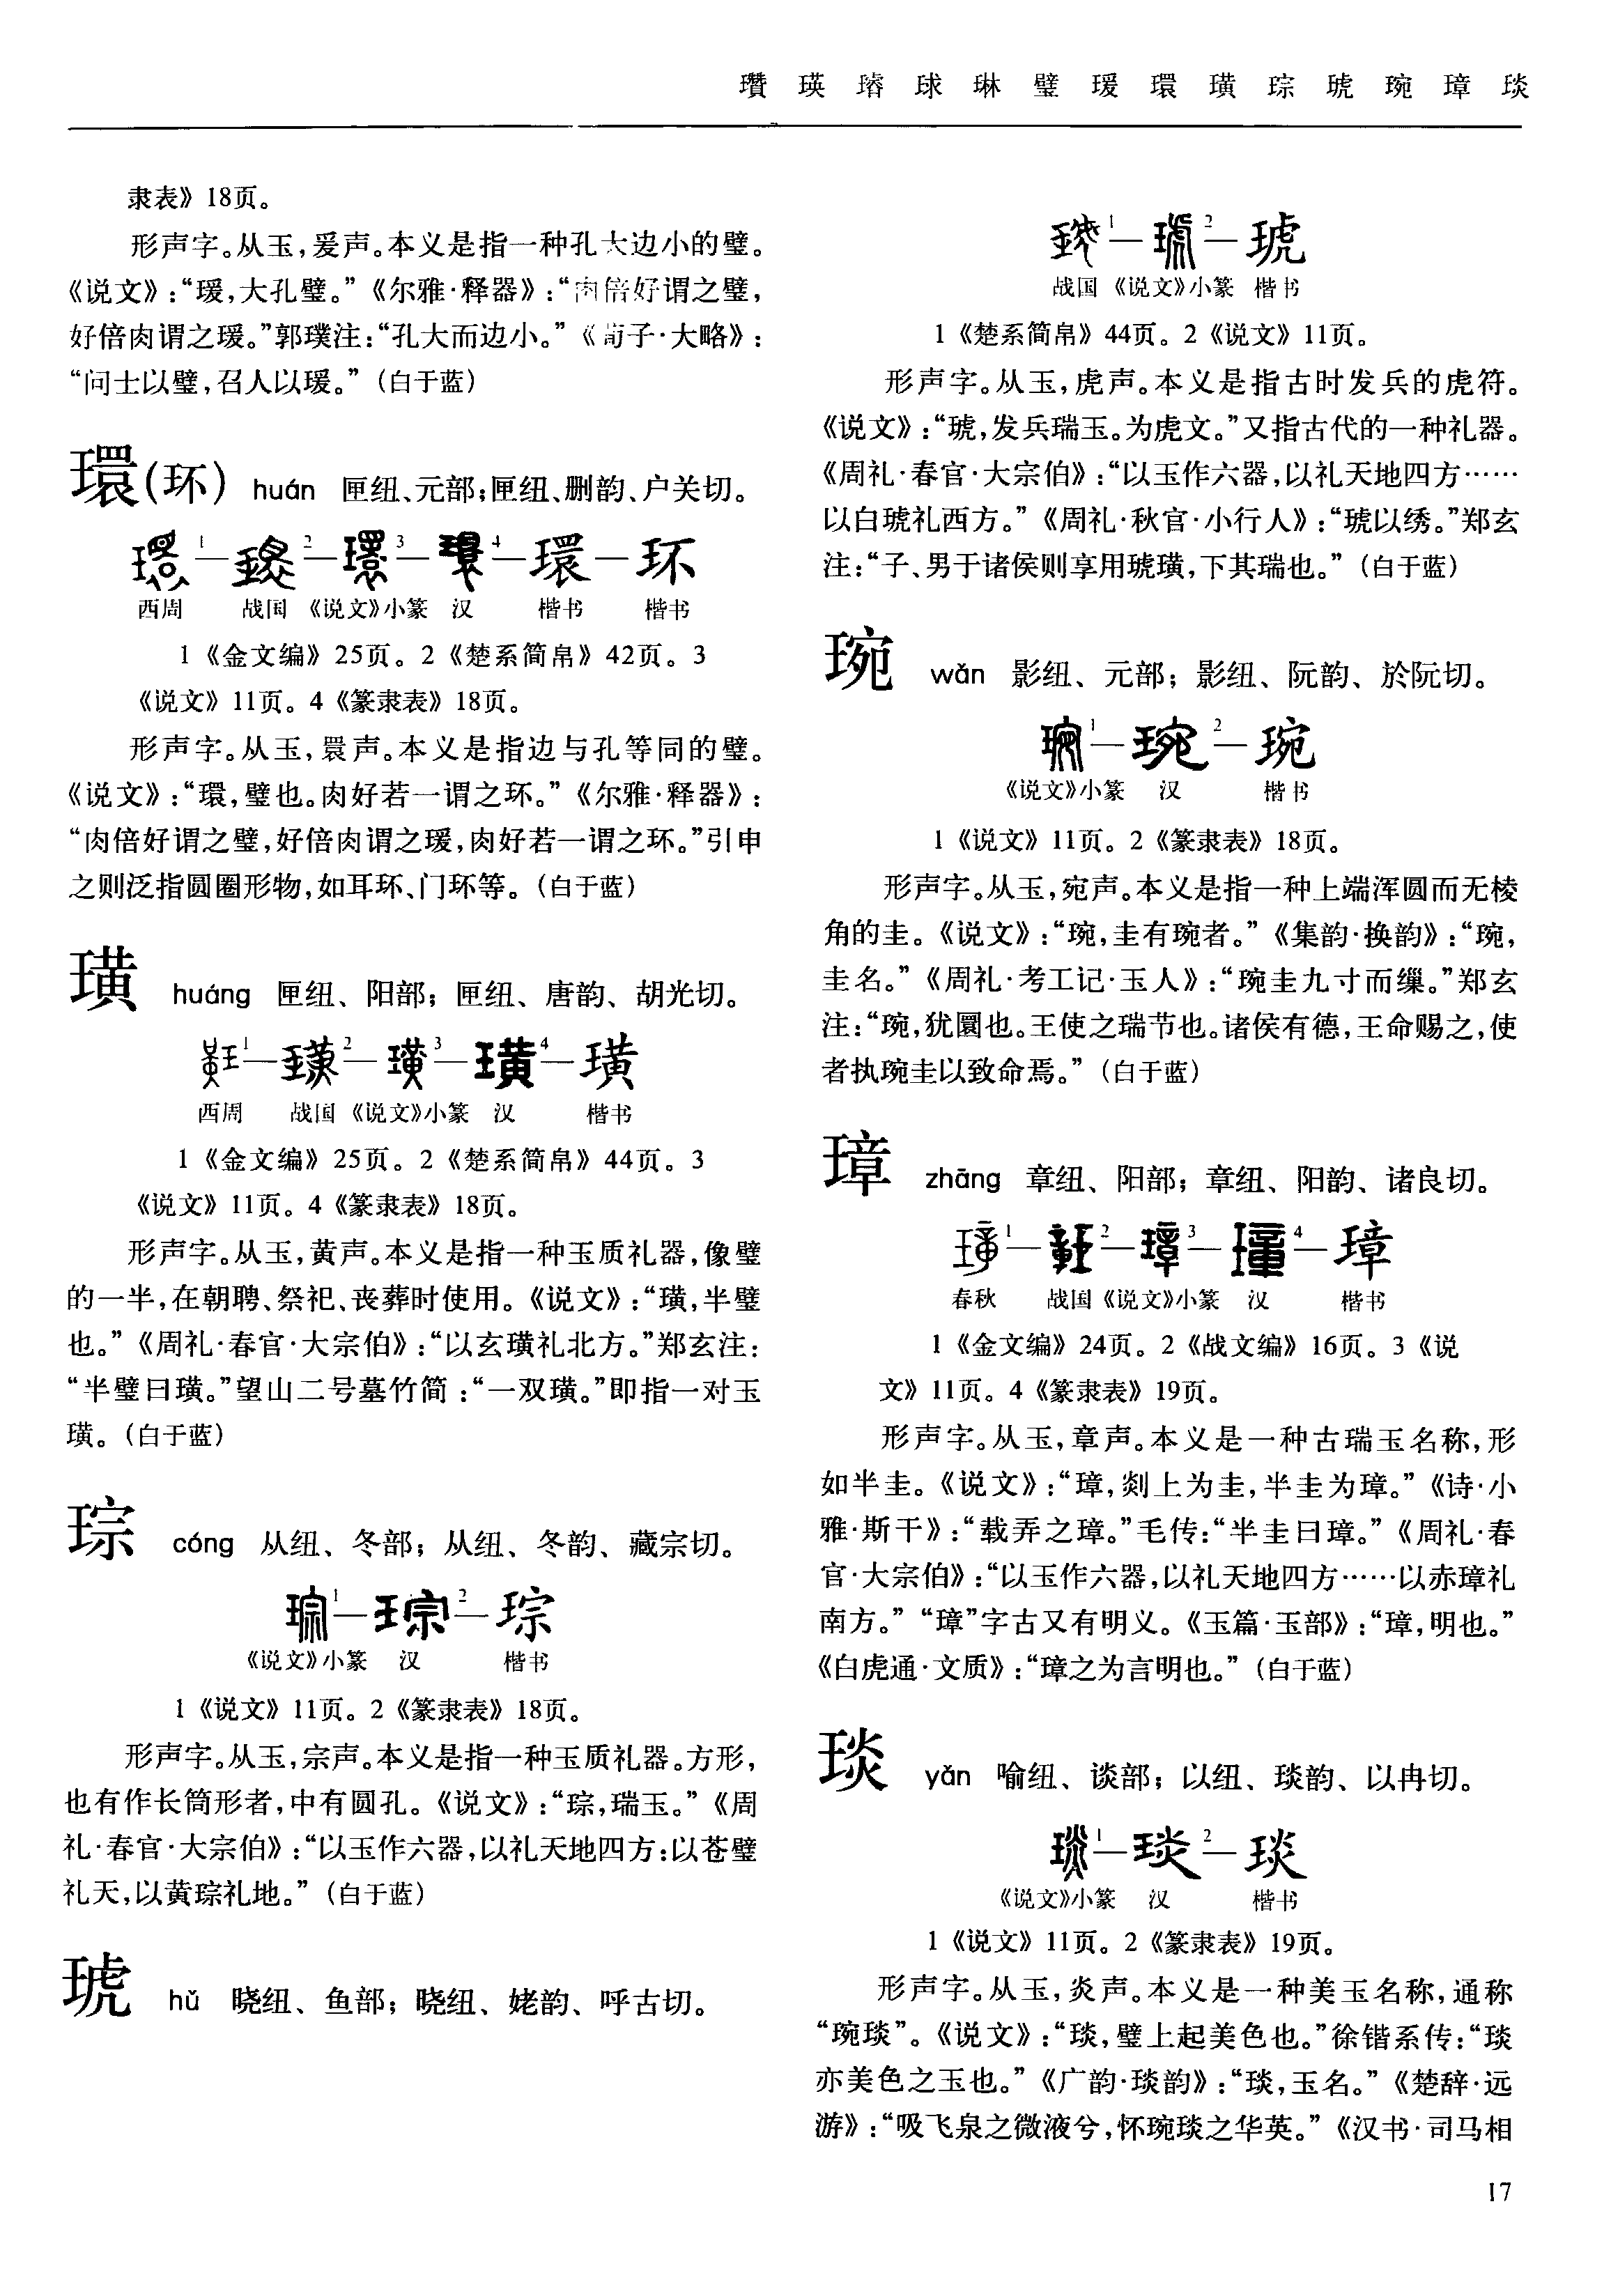 瓚 瑛 璿 球 琳 璧 瑗 環 璜 琮 琥 琬 璋 琰
隶表》18页。
形声字。从玉，爰声。本义是指一种孔大边小的璧。
《说文》：“瑗，大孔璧。”《尔雅·释器》：“肉倍好谓之璧，
好倍肉谓之瑗。”郭璞注：“孔大而边小。”《荀子·大略》：
“问士以璧，召人以瑗。”（白于蓝）
環（环） huán 匣纽、元部；匣纽、删韵、户关切。
1—2—3—4—環—环
西周 战国 《说文》小篆 汉 楷书 楷书
1《金文编》25页。2《楚系简帛》42页。3
《说文》11页。4《篆隶表》18页。
形声字。从玉，睘声。本义是指边与孔等同的璧。
《说文》：“環，璧也。肉好若一谓之环。”《尔雅·释器》：
“肉倍好谓之璧，好倍肉谓之瑗，肉好若一谓之环。”引申
之则泛指圆圈形物，如耳环、门环等。（白于蓝）
璜 huáng 匣纽、阳部；匣纽、唐韵、胡光切。
1—2—3—璜4—璜
西周 战国 《说文》小篆 汉 楷书
1《金文编》25页。2《楚系简帛》44页。3
《说文》11页。4《篆隶表》18页。
形声字。从玉，黄声。本义是指一种玉质礼器，像璧
的一半，在朝聘、祭祀、丧葬时使用。《说文》：“璜，半璧
也。”《周礼·春官·大宗伯》：“以玄璜礼北方。”郑玄注：
“半璧曰璜。”望山二号墓竹简：“一双璜。”即指一对玉
璜。（白于蓝）
琮 cóng 从纽、冬部；从纽、冬韵、藏宗切。
1—琮2—琮
《说文》小篆 汉 楷书
1《说文》11页。2《篆隶表》18页。
形声字。从玉，宗声。本义是指一种玉质礼器。方形，
也有作长筒形者，中有圆孔。《说文》：“琮，瑞玉。”《周
礼·春官·大宗伯》：“以玉作六器，以礼天地四方：以苍璧
礼天，以黄琮礼地。”（白于蓝）
琥 hǔ 晓纽、鱼部；晓纽、姥韵、呼古切。
1—2—琥
战国 《说文》小篆 楷书
1《楚系简帛》44页。2《说文》11页。
形声字。从玉，虎声。本义是指古时发兵的虎符。
《说文》：“琥，发兵瑞玉。为虎文。”又指古代的一种礼器。
《周礼·春官·大宗伯》：“以玉作六器，以礼天地四方……
以白琥礼西方。”《周礼·秋官·小行人》：“琥以绣。”郑玄
注：“子、男于诸侯则享用琥璜，下其瑞也。”（白于蓝）
琬 wǎn 影纽、元部；影纽、阮韵、於阮切。
1—琬2—琬
《说文》小篆 汉 楷书
1《说文》11页。2《篆隶表》18页。
形声字。从玉，宛声。本义是指一种上端浑圆而无棱
角的圭。《说文》：“琬，圭有琬者。”《集韵·换韵》：“琬，
圭名。”《周礼·考工记·玉人》：“琬圭九寸而缫。”郑玄
注：“琬，犹圜也。王使之瑞节也。诸侯有德，王命赐之，使
者执琬圭以致命焉。”（白于蓝）
璋 zhāng 章纽、阳部；章纽、阳韵、诸良切。
1—2—3—4—璋
春秋 战国 《说文》小篆 汉 楷书
1《金文编》24页。2《战文编》16页。3《说
文》11页。4《篆隶表》19页。
形声字。从玉，章声。本义是一种古瑞玉名称，形
如半圭。《说文》：“璋，剡上为圭，半圭为璋。”《诗·小
雅·斯干》：“载弄之璋。”毛传：“半圭曰璋。”《周礼·春
官·大宗伯》：“以玉作六器，以礼天地四方……以赤璋礼
南方。”“璋”字古又有明义。《玉篇·玉部》：“璋，明也。”
《白虎通·文质》：“璋之为言明也。”（白于蓝）
琰 yǎn 喻纽、谈部；以纽、琰韵、以冉切。
1—琰2—琰
《说文》小篆 汉 楷书
1《说文》11页。2《篆隶表》19页。
形声字。从玉，炎声。本义是一种美玉名称，通称
“琬琰”。《说文》：“琰，璧上起美色也。”徐锴系传：“琰
亦美色之玉也。”《广韵·琰韵》：“琰，玉名。”《楚辞·远
游》：“吸飞泉之微液兮，怀琬琰之华英。”《汉书·司马相
17